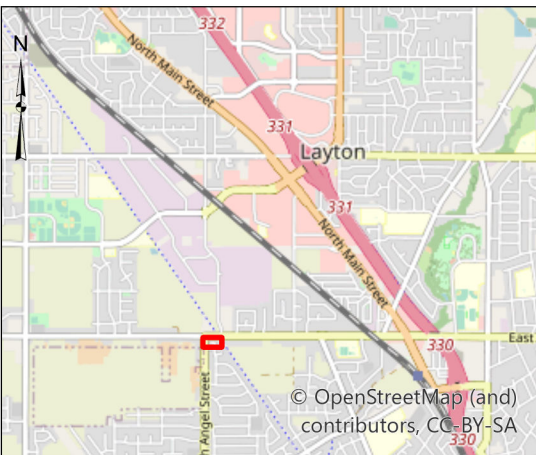 332
N
North Main Street
331
Layton
331
North Main Street
330
East
h Angel Street
© OpenStreetMap (and)
contributors, CC-BY-SA
330